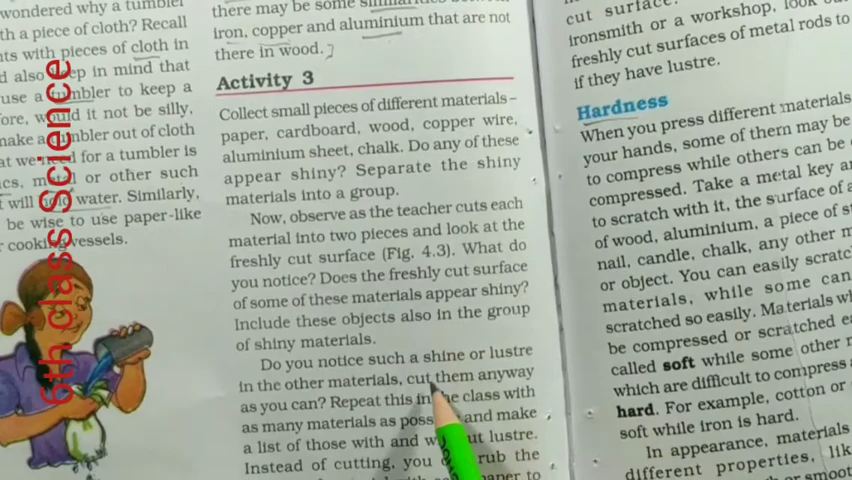 6th class Science
wondered why a tumbler
th a piece of cloth? Recall
nts with pieces of cloth in
d also keep in mind that
use a tumbler to keep a
fore, would it not be silly,
make a tumbler out of cloth
at we need for a tumbler is
cs, metal or other such
t will hold water. Similarly,
be wise to use paper-like
r cooking vessels.
there may be some similarities
iron, copper and aluminium that are not
there in wood.
Activity 3
Collect small pieces of different materials –
paper, cardboard, wood, copper wire,
aluminium sheet, chalk. Do any of these
appear shiny? Separate the shiny
materials into a group.
Now, observe as the teacher cuts each
material into two pieces and look at the
freshly cut surface (Fig. 4.3). What do
you notice? Does the freshly cut surface
of some of these materials appear shiny?
Include these objects also in the group
of shiny materials.
Do you notice such a shine or lustre
in the other materials, cut them anyway
as you can? Repeat this in the class with
as many materials as poss and make
a list of those with and w ut lustre.
Instead of cutting, you rub the
cut surface.
ironsmith or a workshop, look
freshly cut surfaces of metal rods to
if they have lustre.
Hardness
When you press different materials
your hands, some of them may be
to compress while others can be
compressed. Take a metal key an
to scratch with it, the surface of a
of wood, aluminium, a piece of s
nail, candle, chalk, any other m
or object. You can easily scratc
materials, while some can
scratched so easily. Materials w
be compressed or scratched ea
called soft while some other m
which are difficult to compress a
hard. For example, cotton or
soft while iron is hard.
In appearance, materials
different properties, lik
or smoot